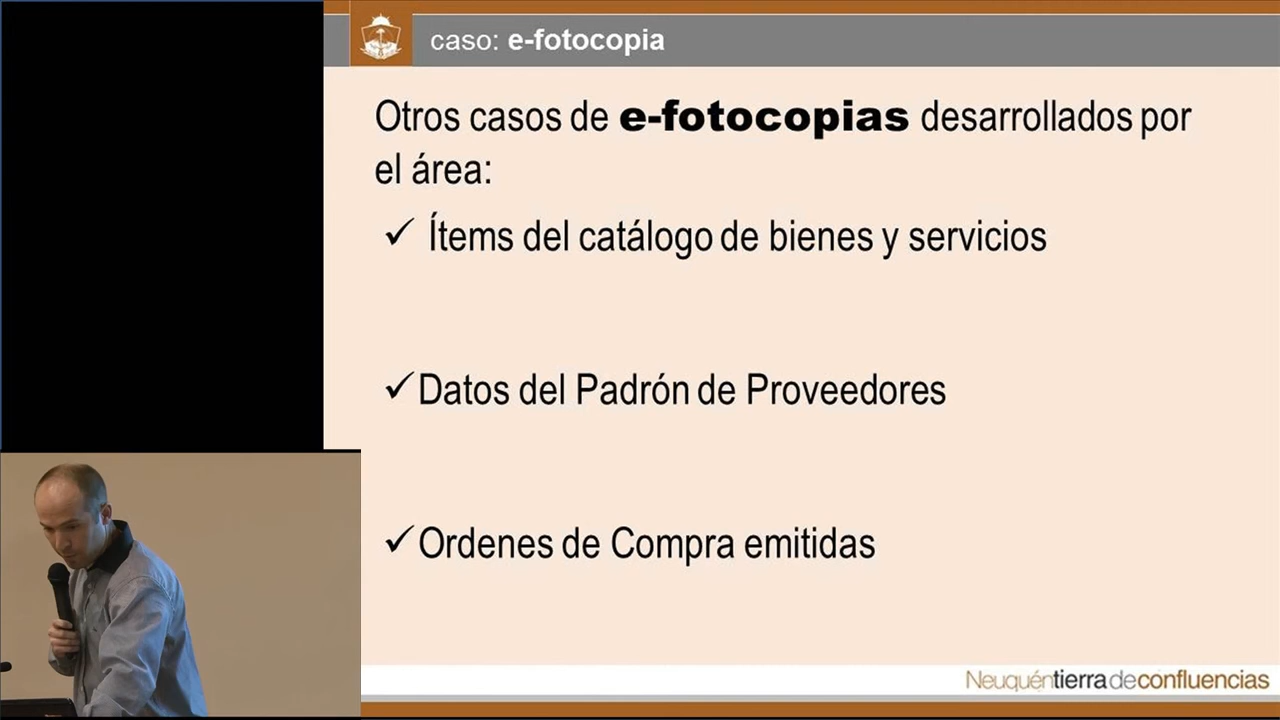 caso: e-fotocopia
Otros casos de e-fotocopias desarrollados por
el área:
✓ Ítems del catálogo de bienes y servicios
✓ Datos del Padrón de Proveedores
✓ Ordenes de Compra emitidas
Neuquéntierradeconfluencias